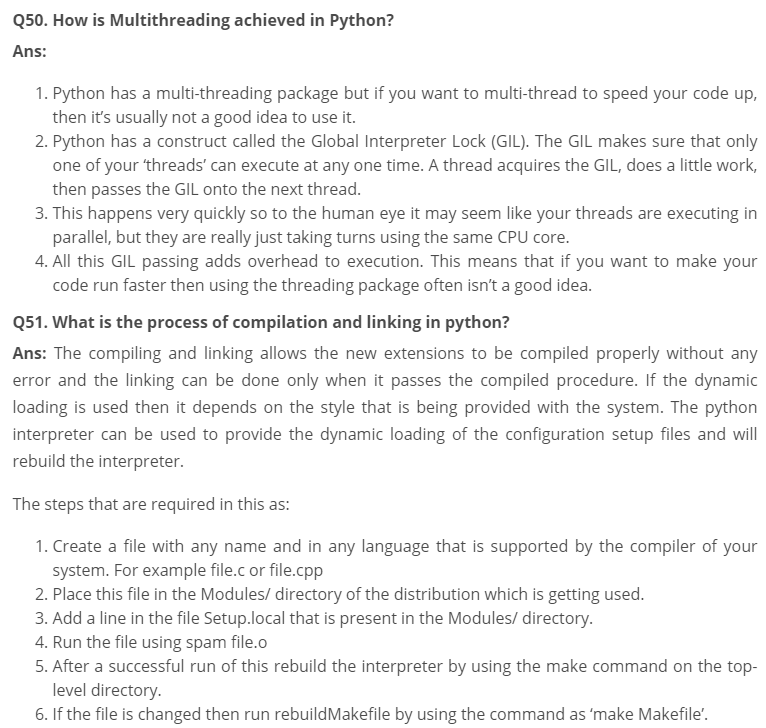 Q50. How is Multithreading achieved in Python?
Ans:
1. Python has a multi-threading package but if you want to multi-thread to speed your code up,
then it's usually not a good idea to use it.
2. Python has a construct called the Global Interpreter Lock (GIL). The GIL makes sure that only
one of your 'threads' can execute at any one time. A thread acquires the GIL, does a little work,
then passes the GIL onto the next thread.
3. This happens very quickly so to the human eye it may seem like your threads are executing in
parallel, but they are really just taking turns using the same CPU core.
4. All this GIL passing adds overhead to execution. This means that if you want to make your
code run faster then using the threading package often isn't a good idea.
Q51. What is the process of compilation and linking in python?
Ans: The compiling and linking allows the new extensions to be compiled properly without any
error and the linking can be done only when it passes the compiled procedure. If the dynamic
loading is used then it depends on the style that is being provided with the system. The python
interpreter can be used to provide the dynamic loading of the configuration setup files and will
rebuild the interpreter.
The steps that are required in this as:
1. Create a file with any name and in any language that is supported by the compiler of your
system. For example file.c or file.cpp
2. Place this file in the Modules/ directory of the distribution which is getting used.
3. Add a line in the file Setup.local that is present in the Modules/ directory.
4. Run the file using spam file.o
5. After a successful run of this rebuild the interpreter by using the make command on the top-
level directory.
6. If the file is changed then run rebuildMakefile by using the command as 'make Makefile'.